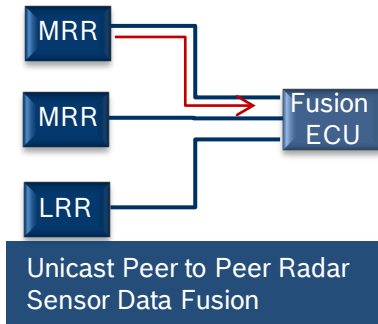 MRR
Fusion
ECU
MRR
LRR
Unicast Peer to Peer Radar
Sensor Data Fusion